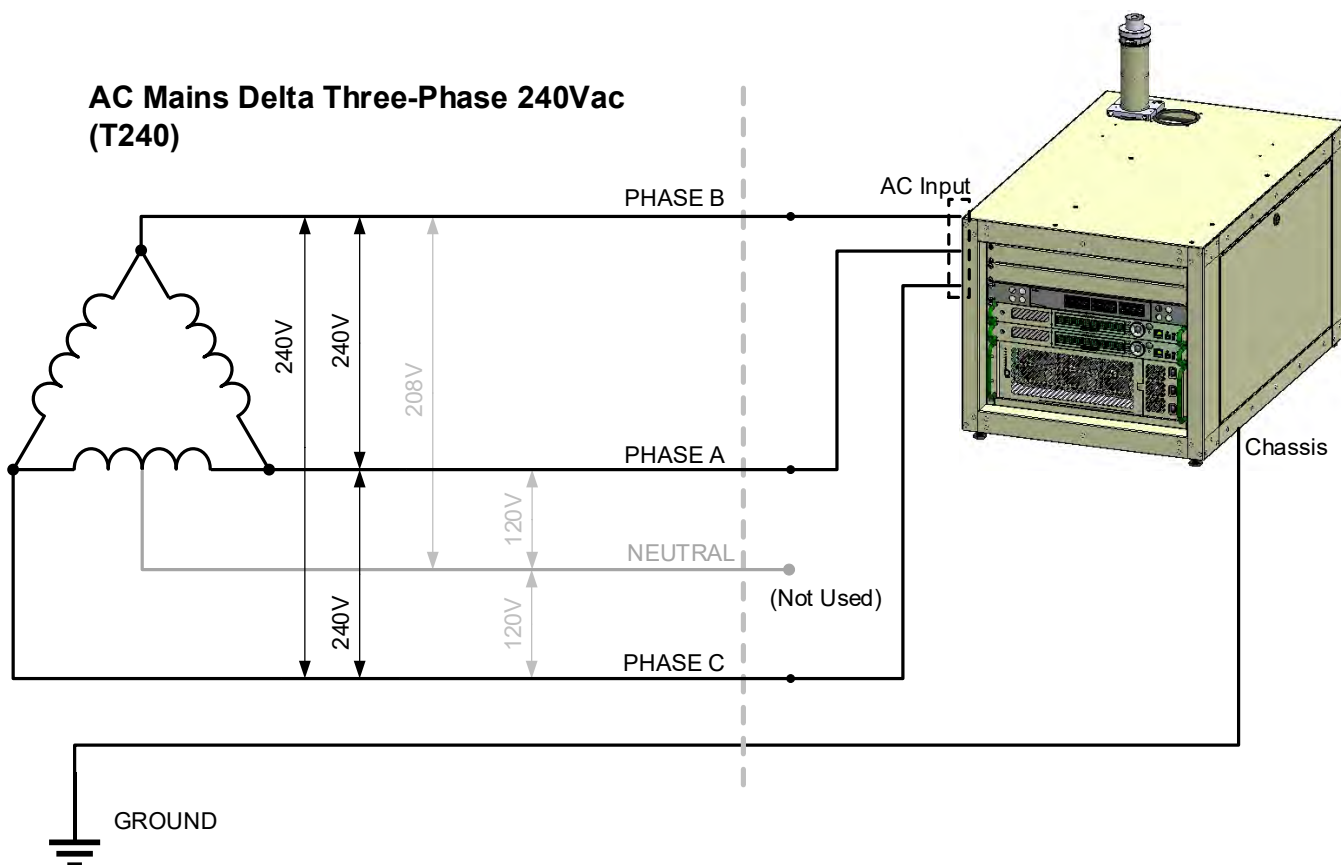 AC Mains Delta Three-Phase 240Vac
(T240)
PHASE B
AC Input
240V
240V
208V
PHASE A
Chassis
120V
NEUTRAL
(Not Used)
240V
120V
PHASE C
GROUND